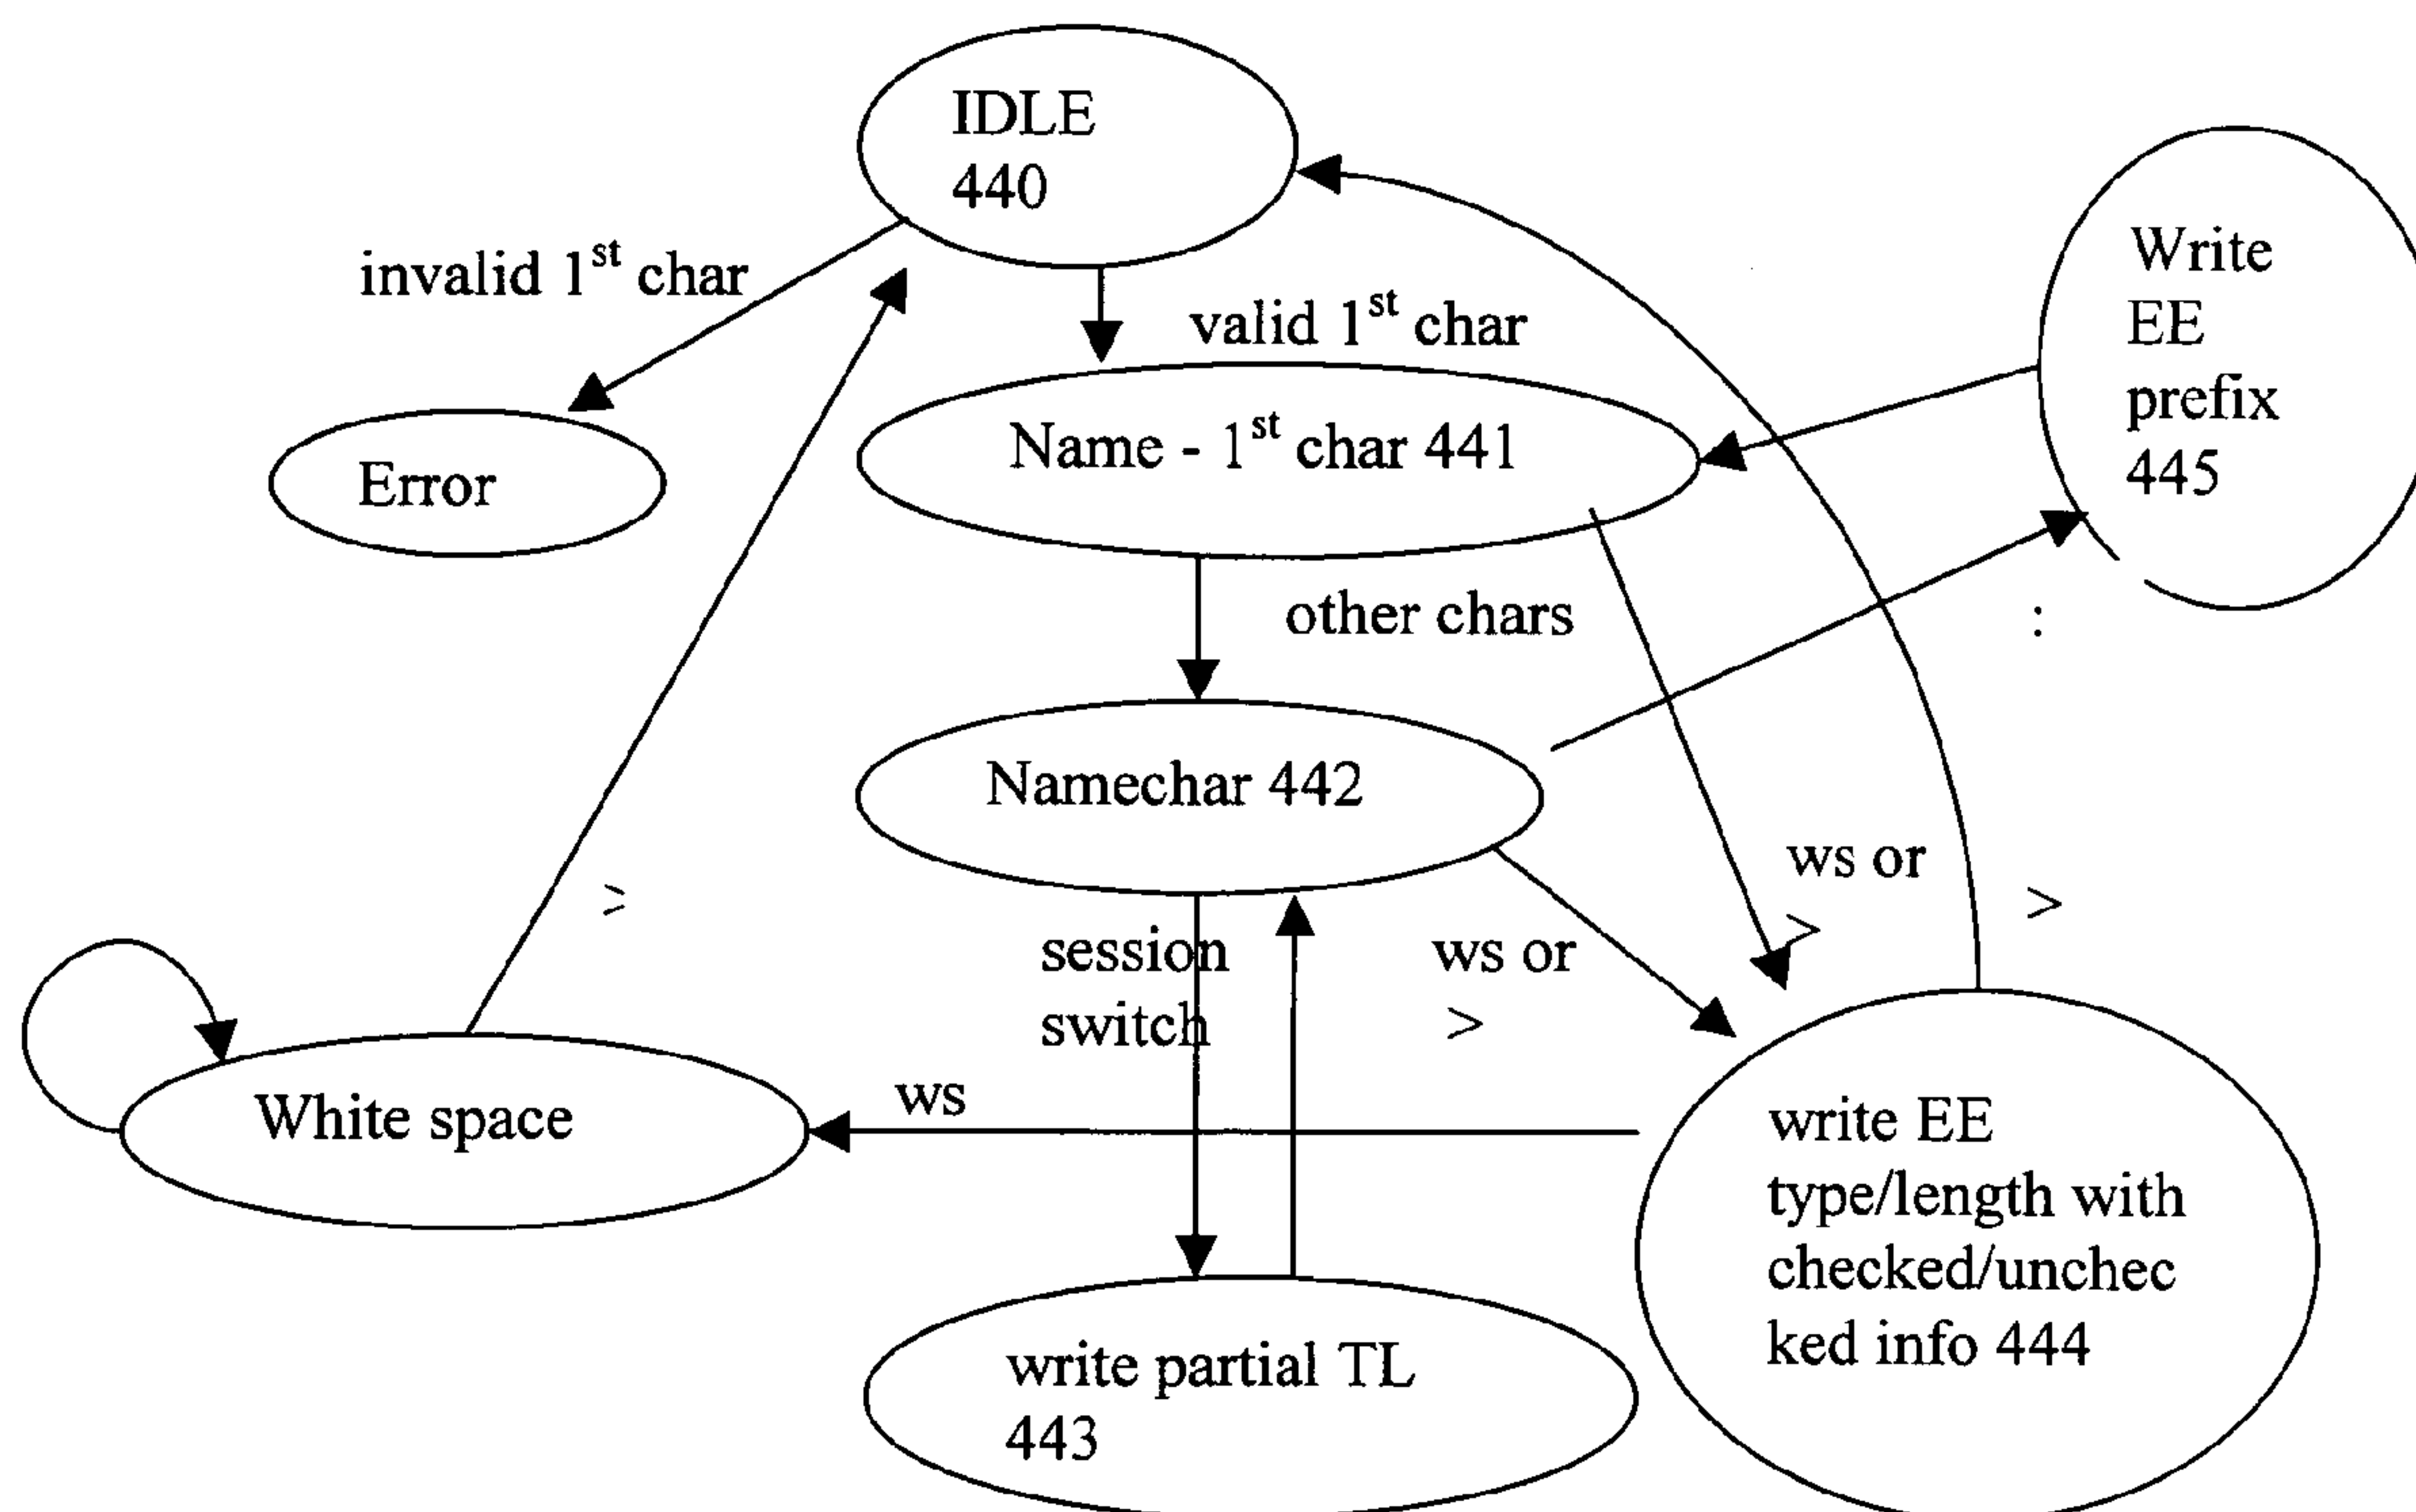 IDLE
440
invalid 1st char
valid 1st char
Write
EE
prefix
445
Name - 1st char 441
Error
other chars
:
Namechar 442
ws or
>
>
>
session
switch
ws or
>
ws
White space
write EE
type/length with
checked/unchec
ked info 444
write partial TL
443